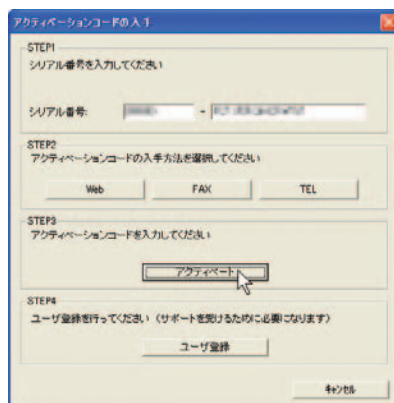 アクティベーションコードの入手
STEP1
シリアル番号を入力してください
シリアル番号: -
STEP2
アクティベーションコードの入手方法を選択してください
Web FAX TEL
STEP3
アクティベーションコードを入力してください
アクティベート
STEP4
ユーザ登録を行ってください (サポートを受けるために必要になります)
ユーザ登録
キャンセル